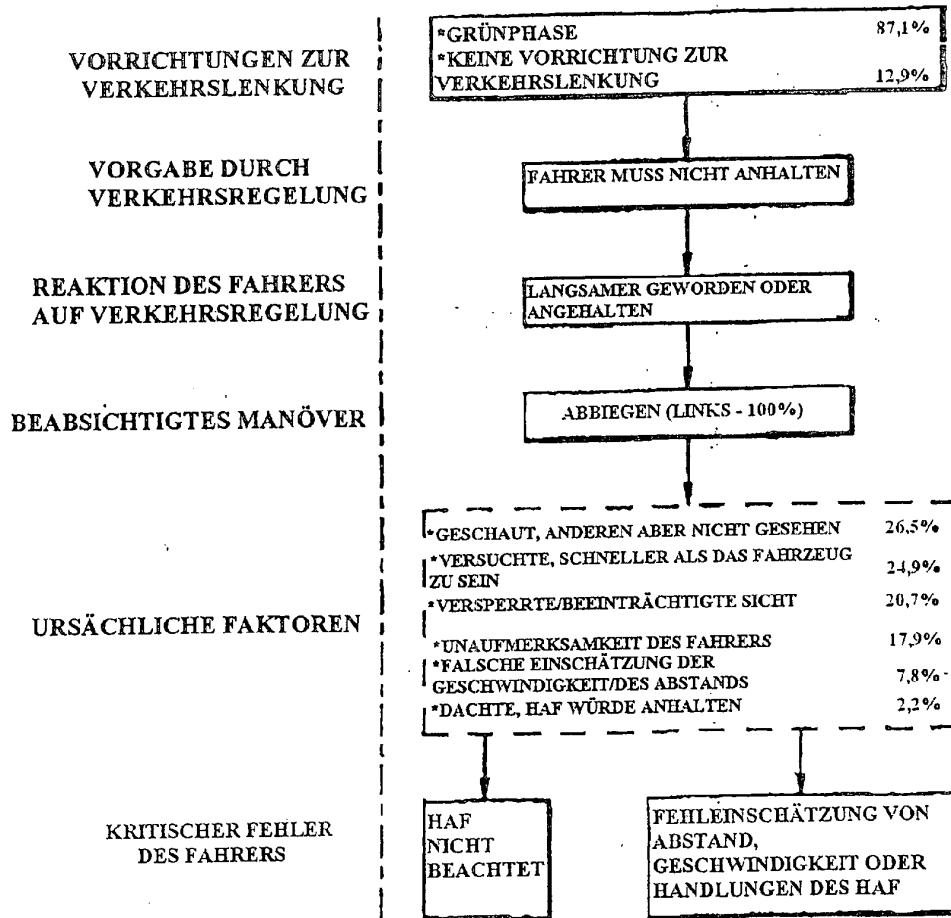 VORRICHTUNGEN ZUR
VERKEHRSLENKUNG
*GRÜNPHASE 87,1%
*KEINE VORRICHTUNG ZUR
VERKEHRSLENKUNG 12,9%
VORGABE DURCH
VERKEHRSREGELUNG
FAHRER MUSS NICHT ANHALTEN
REAKTION DES FAHRERS
AUF VERKEHRSREGELUNG
LANGSAMER GEWORDEN ODER
ANGEHALTEN
BEABSICHTIGTES MANÖVER
ABBIEGEN (LINKS - 100%)
URSÄCHLICHE FAKTOREN
*GESCHAUT, ANDEREN ABER NICHT GESEHEN 26,5%
*VERSUCHTE, SCHNELLER ALS DAS FAHRZEUG
ZU SEIN 24,9%
*VERSPERRTE/BEEINTRÄCHTIGTE SICHT 20,7%
*UNAUFMERKSAMKEIT DES FAHRERS 17,9%
*FALSCHE EINSCHÄTZUNG DER
GESCHWINDIGKEIT/DES ABSTANDS 7,8%
*DACHTE, HAF WÜRDE ANHALTEN 2,2%
KRITISCHER FEHLER
DES FAHRERS
HAF
NICHT
BEACHTET
FEHLEINSCHÄTZUNG VON
ABSTAND,
GESCHWINDIGKEIT ODER
HANDLUNGEN DES HAF